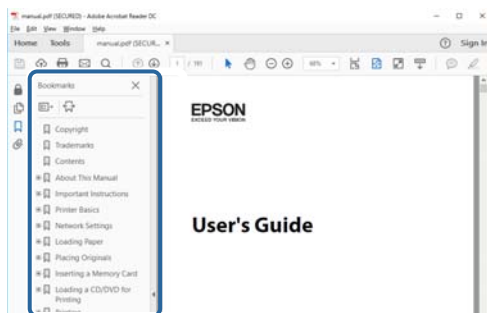 manual.pdf (SECURED) - Adobe Acrobat Reader DC
File Edit View Window Help
Home Tools manual.pdf (SECUR... ×
Sign In
1 / 191
Bookmarks
Copyright
Trademarks
Contents
About This Manual
Important Instructions
Printer Basics
Network Settings
Loading Paper
Placing Originals
Inserting a Memory Card
Loading a CD/DVD for
Printing
EPSON
EXCEED YOUR VISION
User's Guide